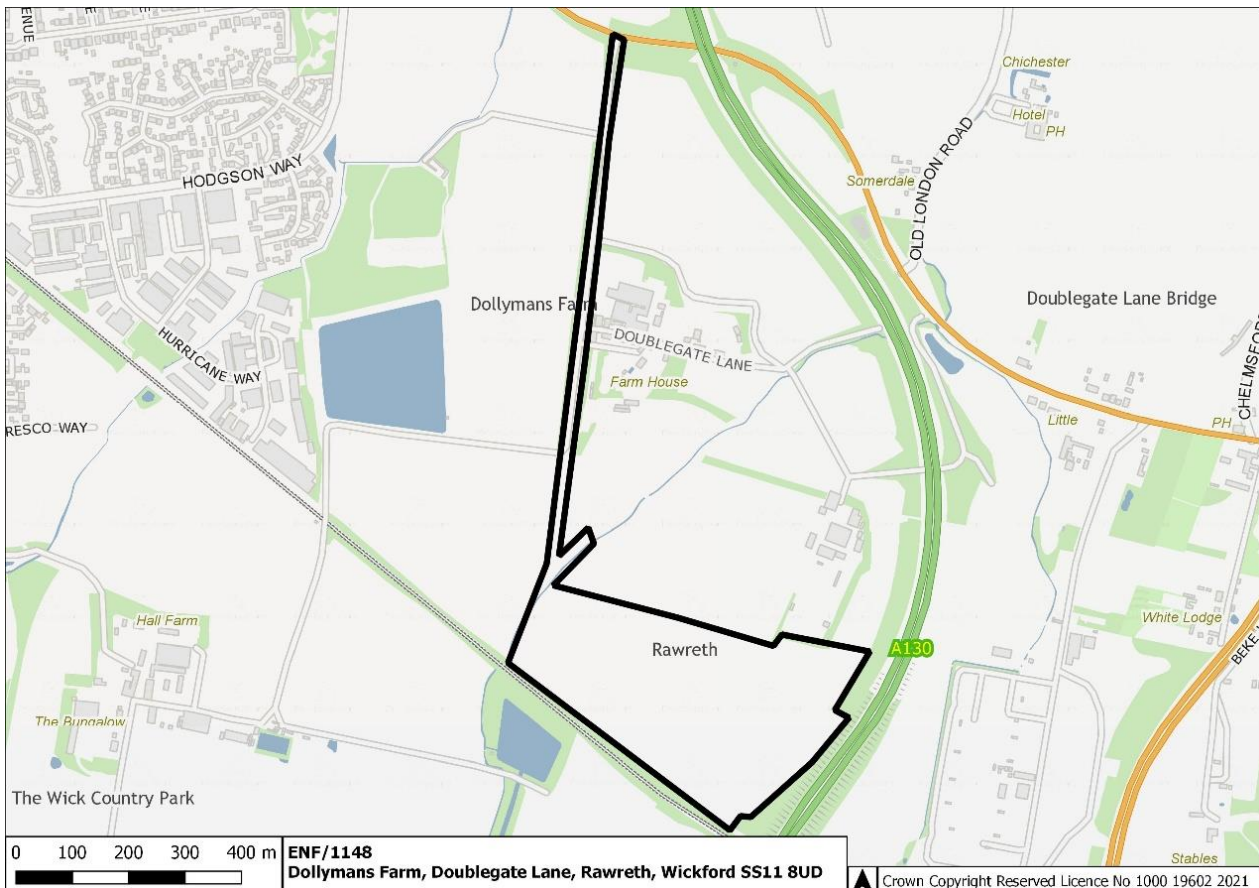 ENUE
HODGSON WAY
HURRICANE WAY
RESCO WAY
Dollymans Farm
DOUBLEGATE LANE
Farm House
Chichester
Hotel
PH
Somerdale
OLD LONDON ROAD
Doublegate Lane Bridge
Little
PH
CHELMSFOR
White Lodge
A130
Rawreth
Hall Farm
The Bungalow
The Wick Country Park
Stables
0 100 200 300 400 m
ENF/1148
Dollymans Farm, Doublegate Lane, Rawreth, Wickford SS11 8UD
Crown Copyright Reserved Licence No 1000 19602 2021